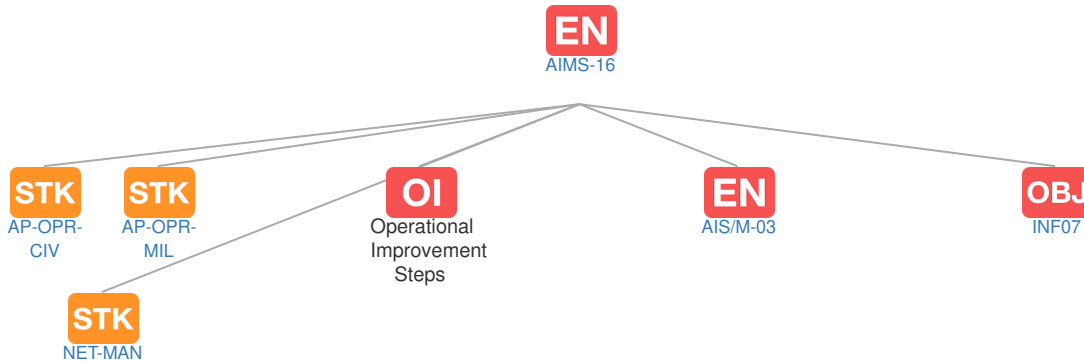 EN
AIMS-16
STK
AP-OPR-
CIV
STK
AP-OPR-
MIL
OI
Operational
Improvement
Steps
EN
AIS/M-03
OBJ
INF07
STK
NET-MAN